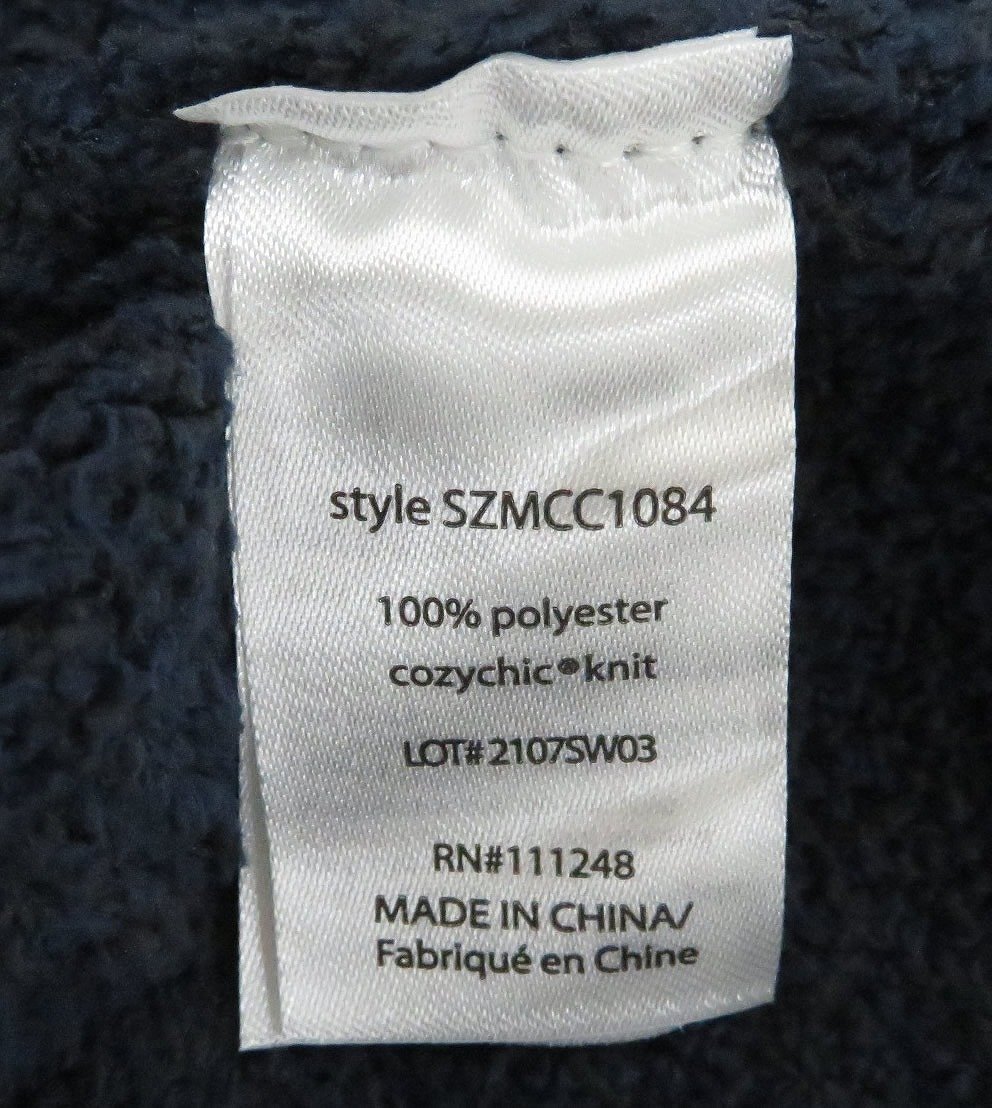 style SZMCC1084
100% polyester
cozychic®knit
LOT#2107SW03
RN#111248
MADE IN CHINA/
Fabriqué en Chine